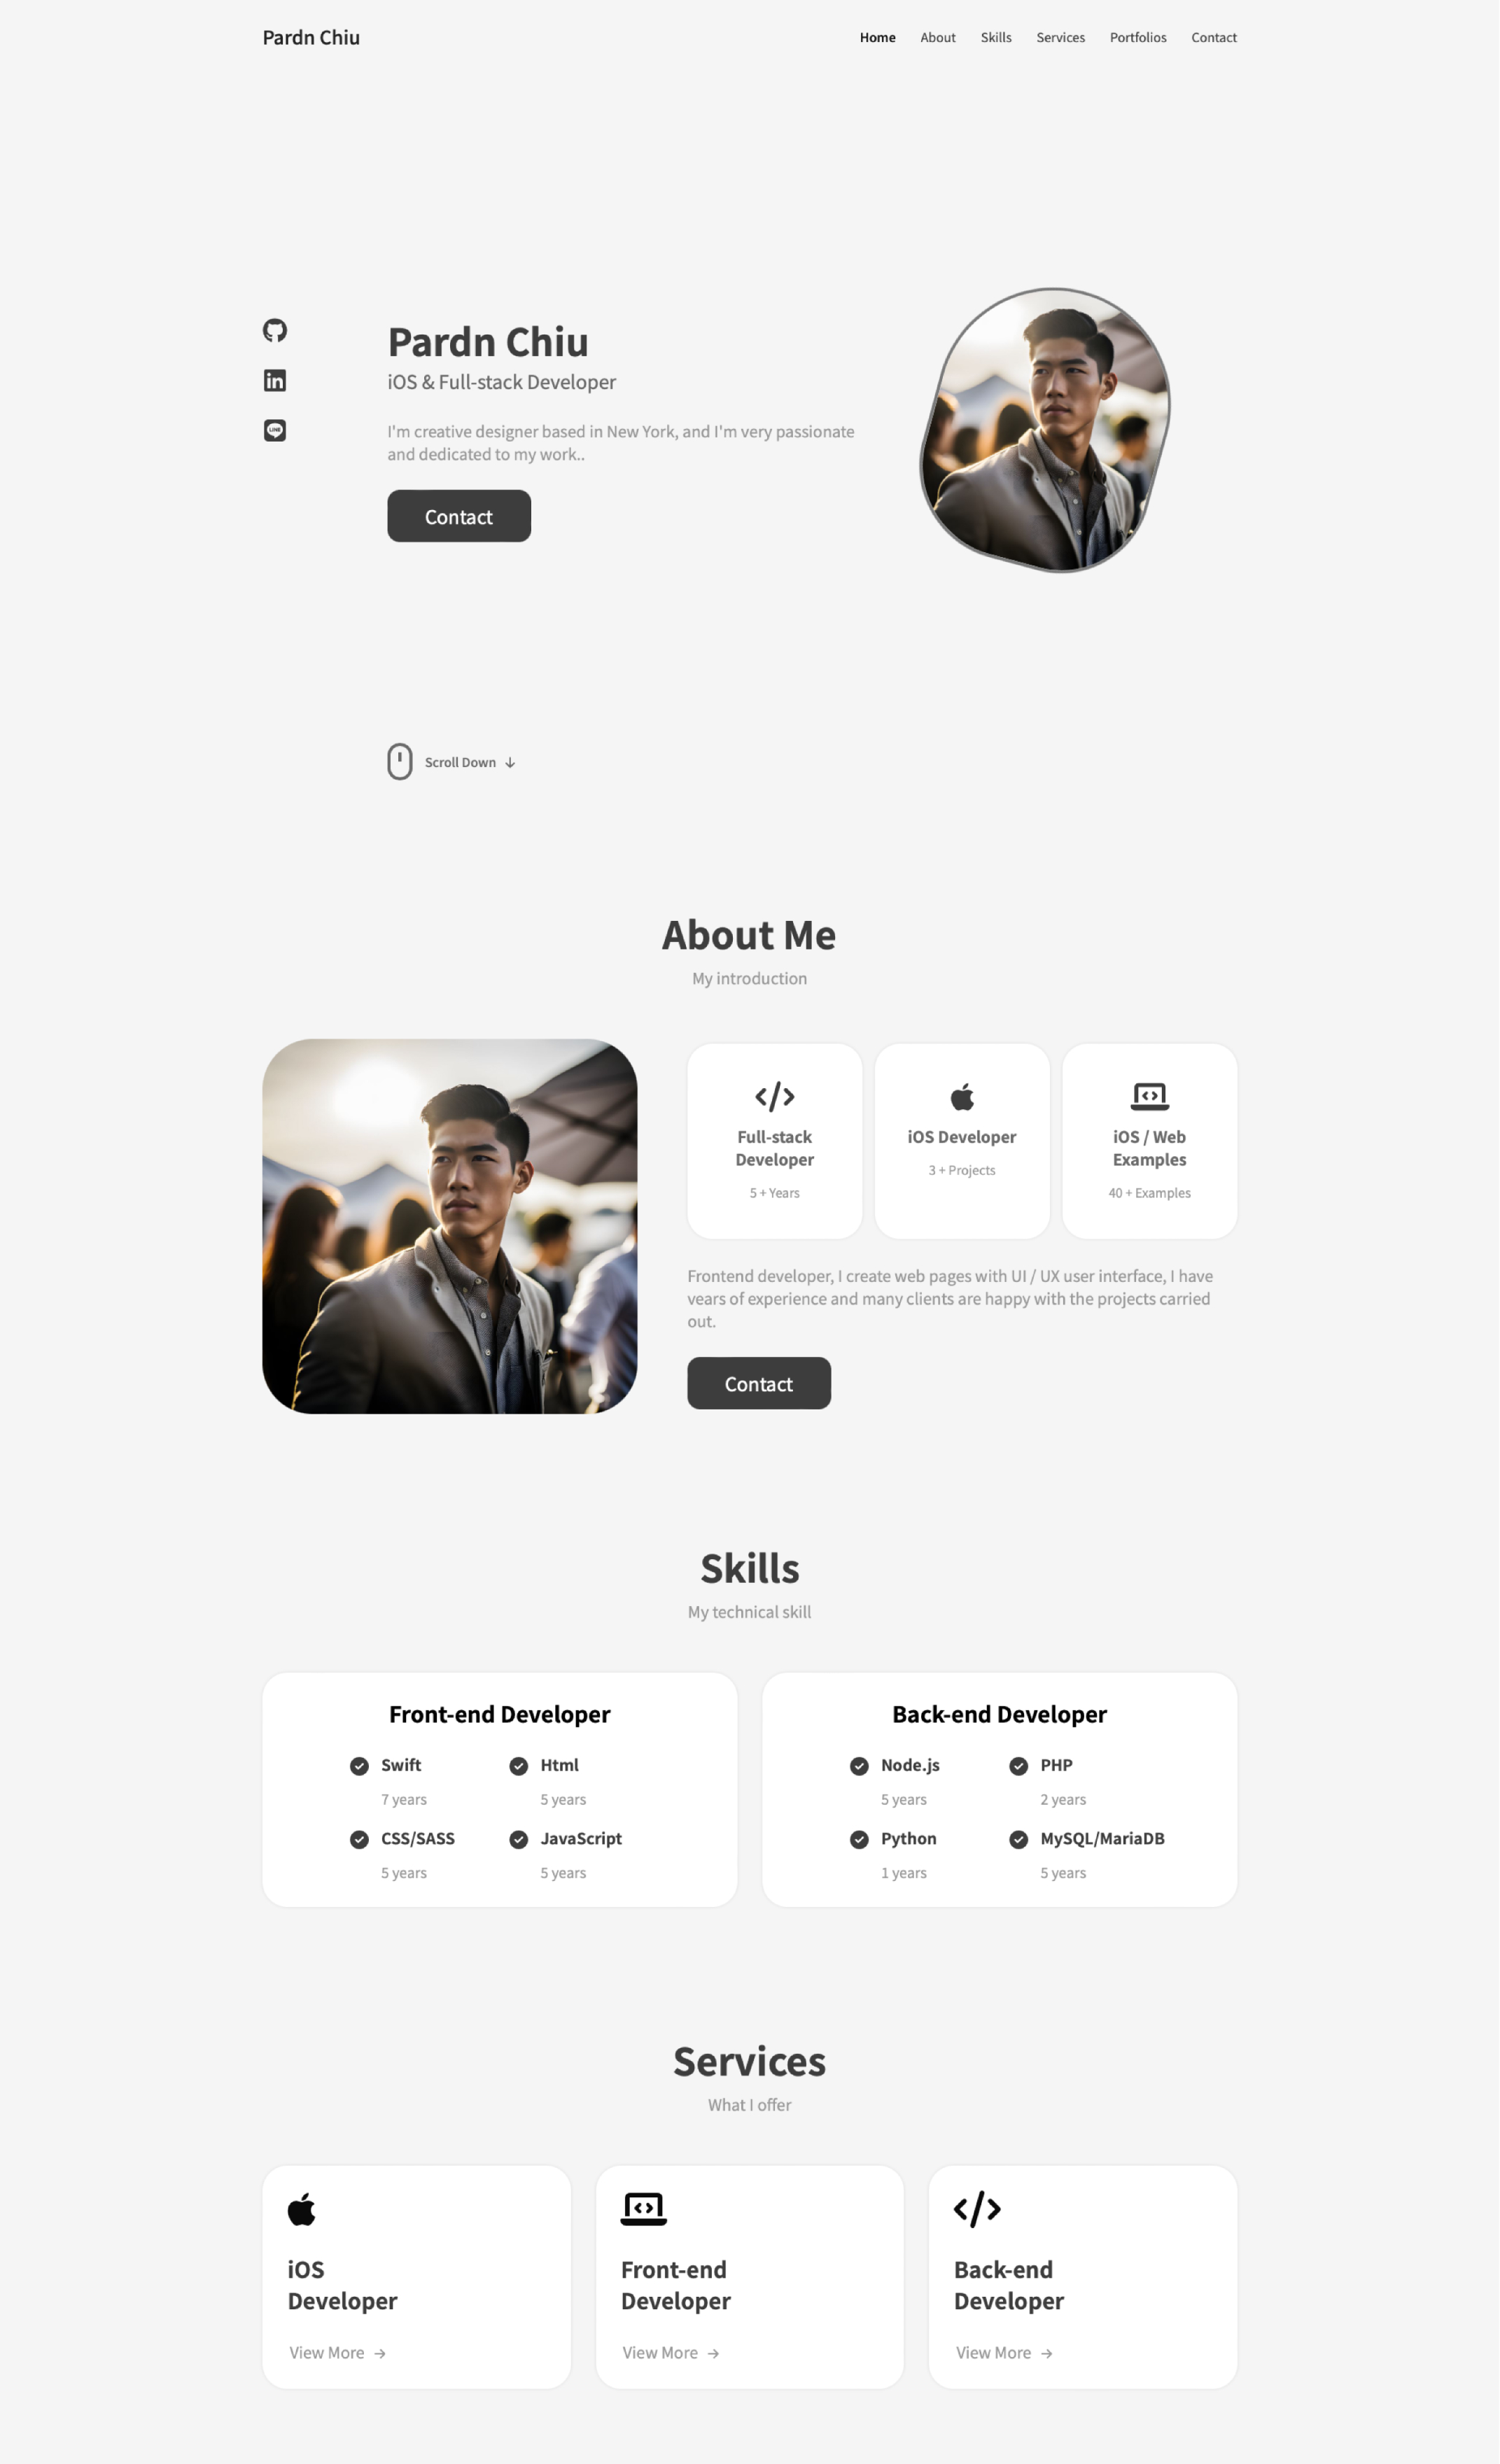 Pardn Chiu
Home About Skills Services Portfolios Contact
Pardn Chiu
iOS & Full-stack Developer
I'm creative designer based in New York, and I'm very passionate
and dedicated to my work..
Contact
Scroll Down
About Me
My introduction
Full-stack
Developer
5 + Years
iOS Developer
3 + Projects
iOS / Web
Examples
40 + Examples
Frontend developer, I create web pages with UI / UX user interface, I have
years of experience and many clients are happy with the projects carried
out.
Contact
Skills
My technical skill
Front-end Developer
Swift
7 years
Html
5 years
CSS/SASS
5 years
JavaScript
5 years
Back-end Developer
Node.js
5 years
PHP
2 years
Python
1 years
MySQL/MariaDB
5 years
Services
What I offer
iOS
Developer
View More
Front-end
Developer
View More
Back-end
Developer
View More